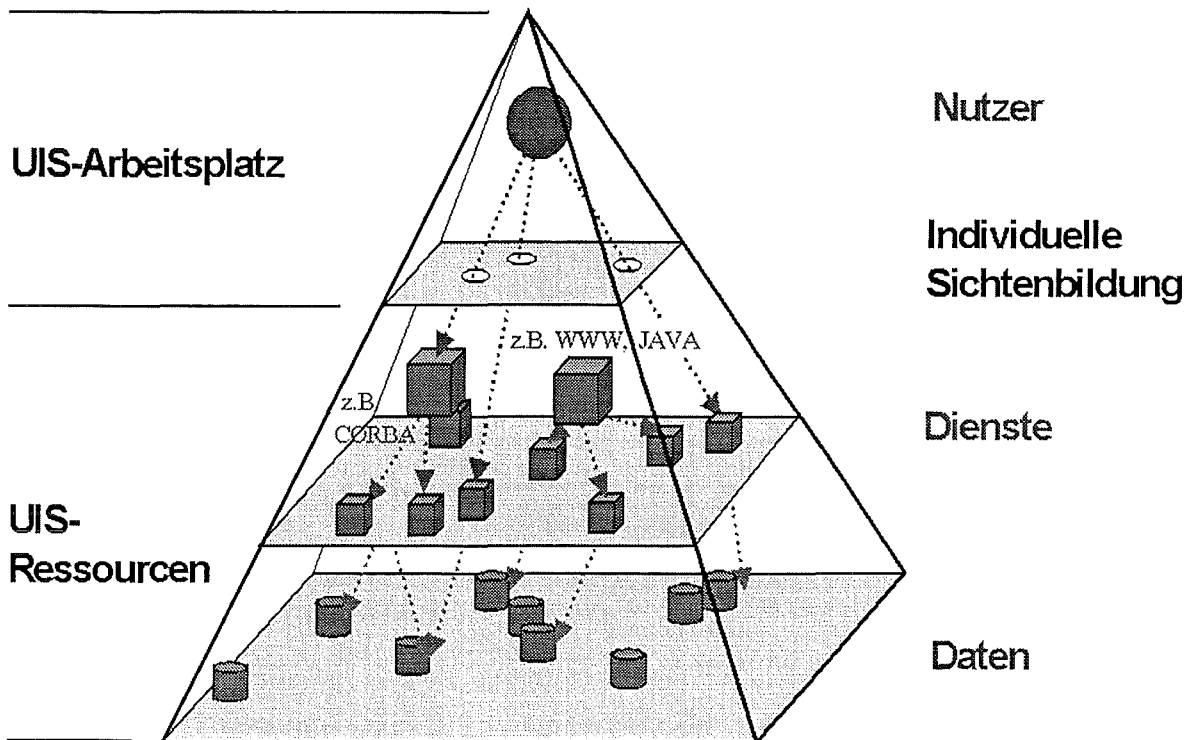 Nutzer
UIS-Arbeitsplatz
Individuelle
Sichtenbildung
z.B. WWW, JAVA
z.B.
CORBA
Dienste
UIS-
Ressourcen
Daten